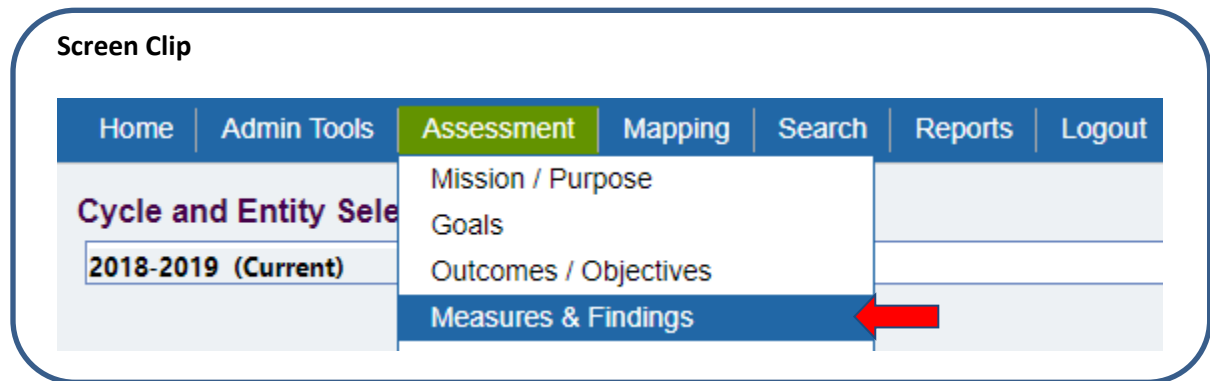 Screen Clip
Home Admin Tools Assessment Mapping Search Reports Logout
Mission / Purpose
Cycle and Entity Sele
Goals
2018-2019 (Current)
Outcomes / Objectives
Measures & Findings